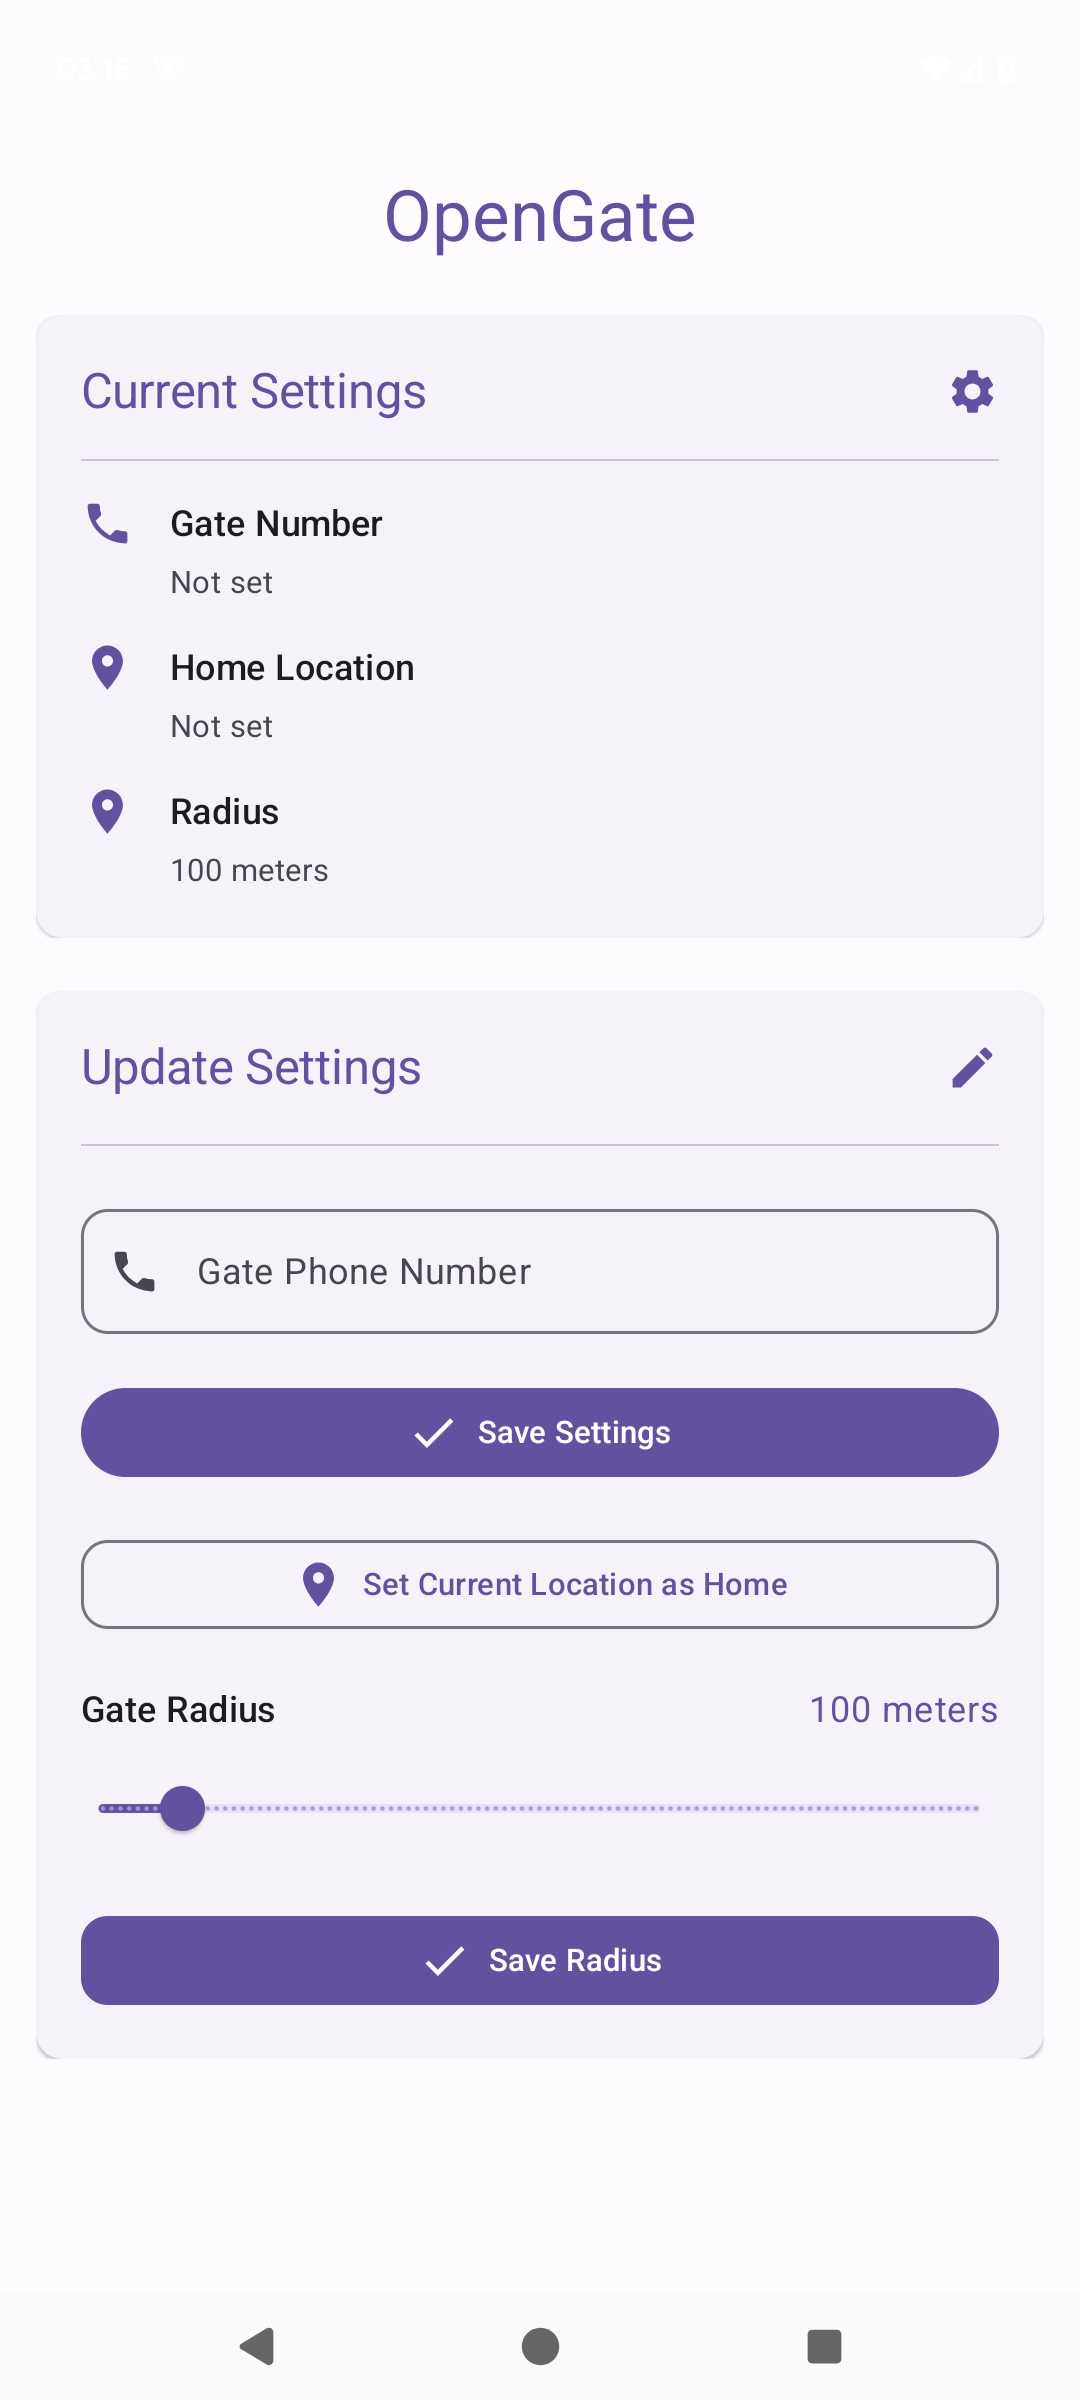 03:18
OpenGate
Current Settings
Gate Number
Not set
Home Location
Not set
Radius
100 meters
Update Settings
Gate Phone Number
Save Settings
Set Current Location as Home
Gate Radius
100 meters
Save Radius